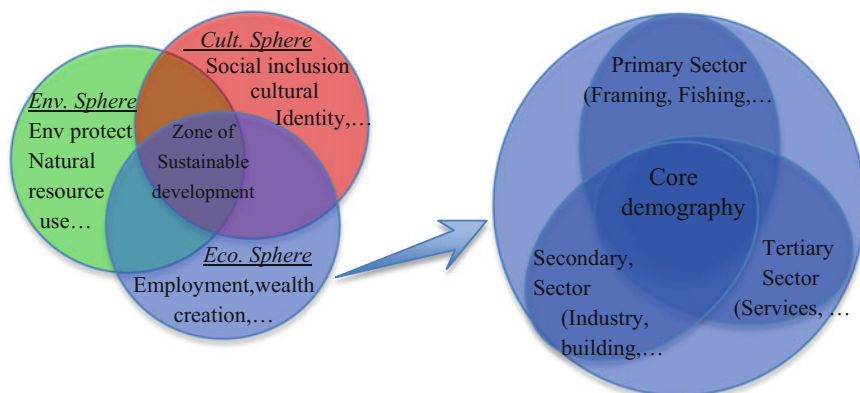 Cult. Sphere
Social inclusion
cultural
Identity,...
Env. Sphere
Env protect
Natural
resource
use...
Zone of
Sustainable
development
Eco. Sphere
Employment,wealth
creation,...
Primary Sector
(Framing, Fishing,...
Core
demography
Secondary,
Sector
(Industry,
building,...
Tertiary
Sector
(Services, ...